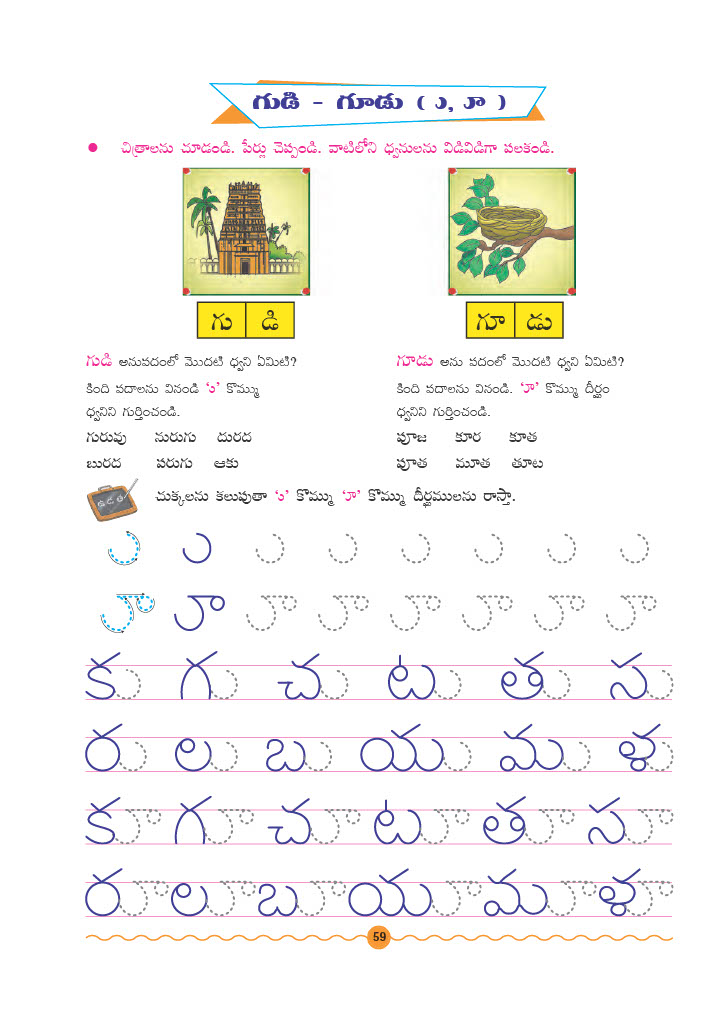 గుడి - గూడు ( ు, ూ )
● చిత్రాలను చూడండి. పేర్లు చెప్పండి. వాటిలోని ధ్వనులను విడివిడిగా పలకండి.
గు డి
గూ డు
గుడి అనుపదంలో మొదటి ధ్వని ఏమిటి?
కింది పదాలను వినండి ‘ు’ కొమ్ము
ధ్వనిని గుర్తించండి.
గురువు నురుగు దురద
బురద పరుగు ఆకు
గూడు అను పదంలో మొదటి ధ్వని ఏమిటి?
కింది పదాలను వినండి. ‘ూ’ కొమ్ము దీర్ఘం
ధ్వనిని గుర్తించండి.
పూజ కూర కూత
పూత మూత తూట
చుక్కలను కలుపుతా ‘ు’ కొమ్ము ‘ూ’ కొమ్ము దీర్ఘములను రాస్తా.
ు ు ు ు ు ు ు ు
ూ ూ ూ ూ ూ ూ ూ ూ
కు గు చు టు తు సు
రు లు బు యు ము ళు
కూ గూ చూ టూ తూ సూ
రూ లూ బూ యూ మూ ళూ
59